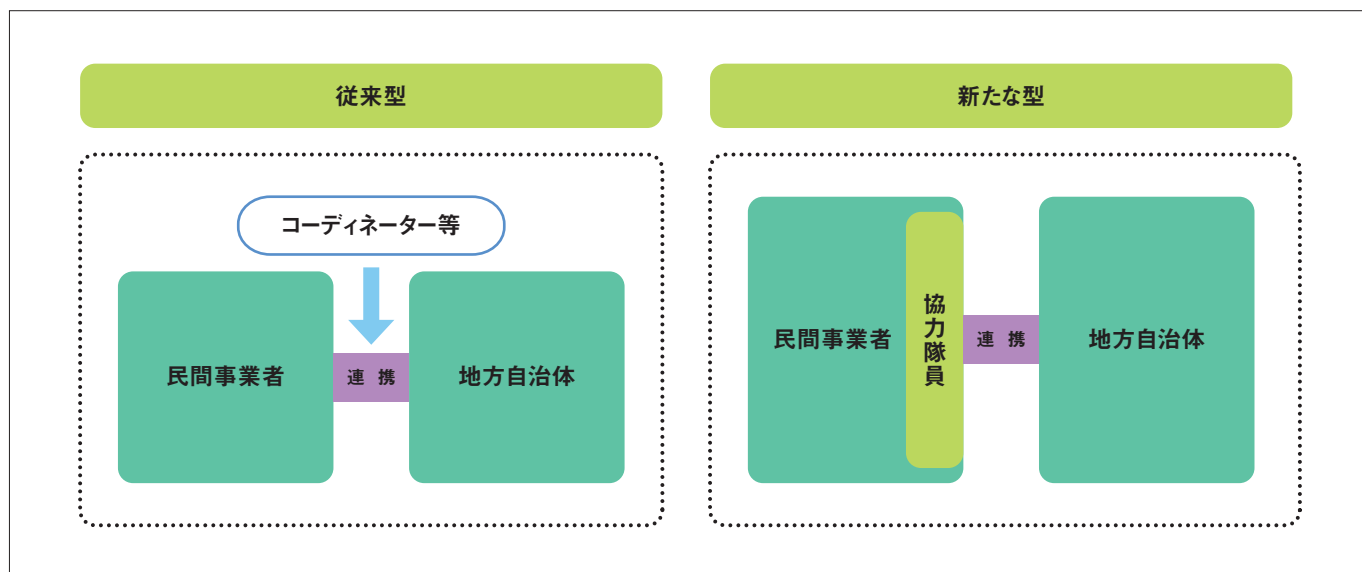 従来型
コーディネーター等
民間事業者
連携
地方自治体
新たな型
民間事業者
協力隊員
連携
地方自治体